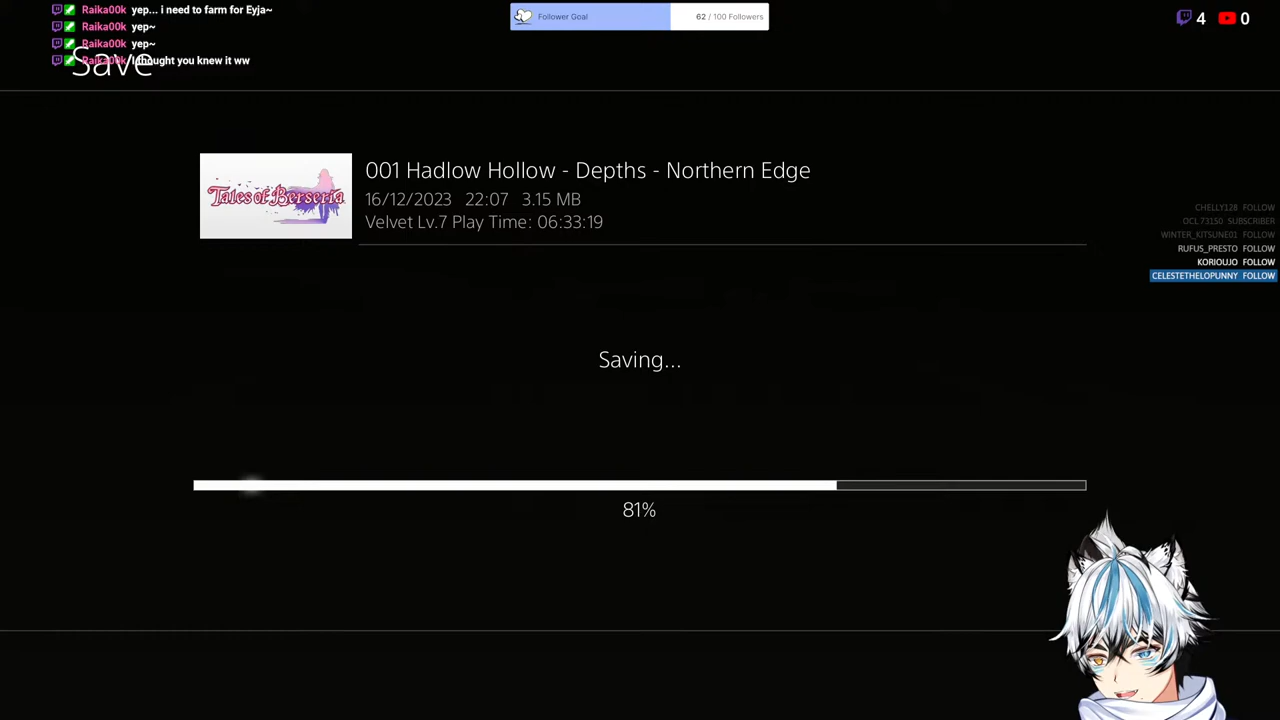 Raika00k yep... i need to farm for Eyja~
Raika00k yep~
Raika00k yep~
Raika00k I thought you knew it ww
Save
Follower Goal
62 / 100 Followers
4
0
Tales of Berseria
001 Hadlow Hollow - Depths - Northern Edge
16/12/2023 22:07 3.15 MB
Velvet Lv.7 Play Time: 06:33:19
CHELLY128 FOLLOW
OCL73150 SUBSCRIBER
WINTER_KITSUNE01 FOLLOW
RUFUS_PRESTO FOLLOW
KORIOUJO FOLLOW
CELESTETHELOPUNNY FOLLOW
Saving...
81%